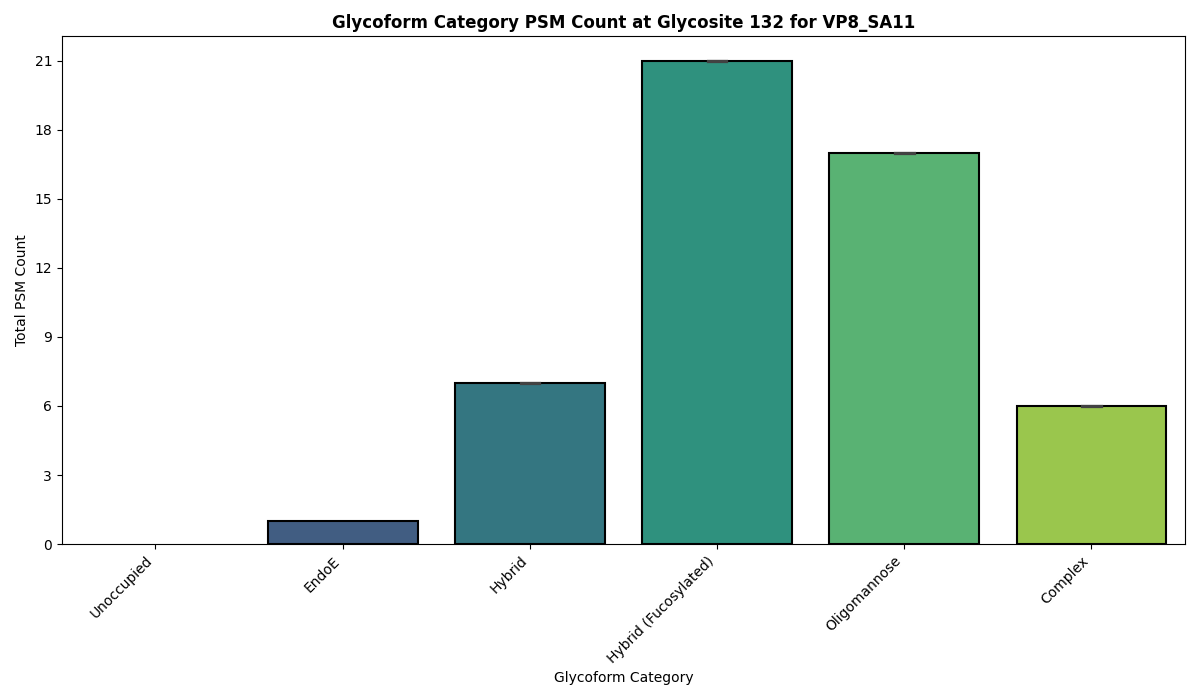 Glycoform Category PSM Count at Glycosite 132 for VP8_SA11
Total PSM Count
21
18
15
12
9
6
3
0
Unoccupied
EndoE
Hybrid
Hybrid (Fucosylated)
Oligomannose
Complex
Glycoform Category